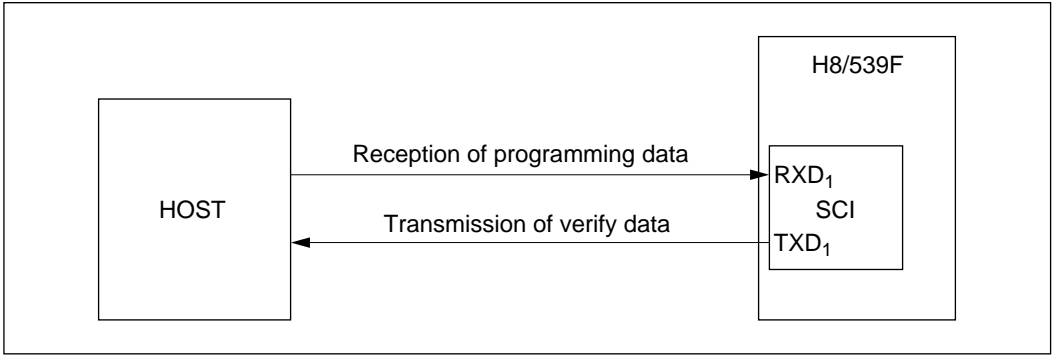 H8/539F
Reception of programming data
RXD₁
HOST
SCI
Transmission of verify data
TXD₁